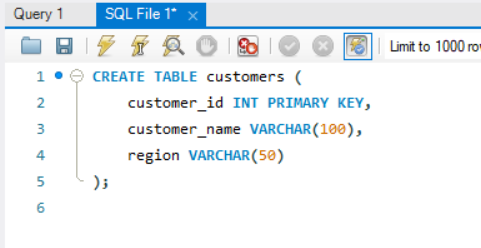 Query 1
SQL File 1*
Limit to 1000
1 CREATE TABLE customers (
2 customer_id INT PRIMARY KEY,
3 customer_name VARCHAR(100),
4 region VARCHAR(50)
5 );
6